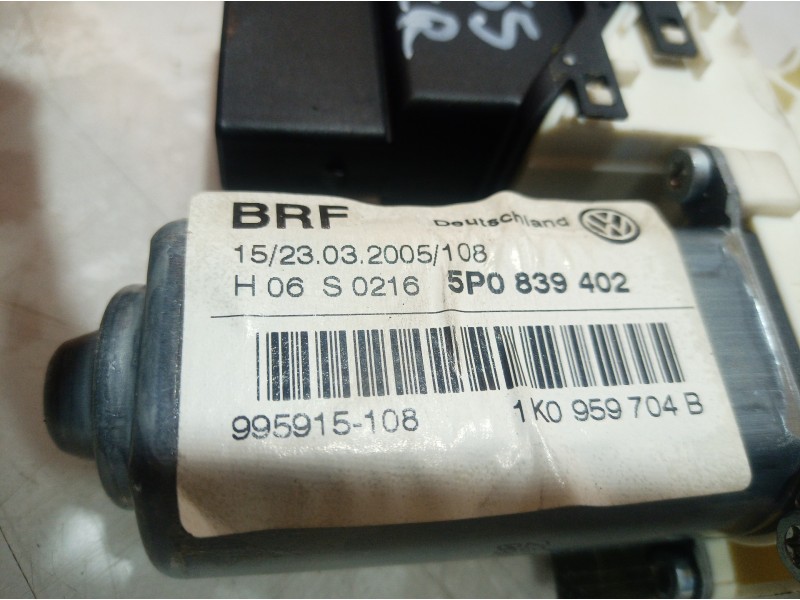 BRF Deutschland
15/23.03.2005/108
H 06 S 0216 5P0 839 402
995915-108 1K0 959 704 B